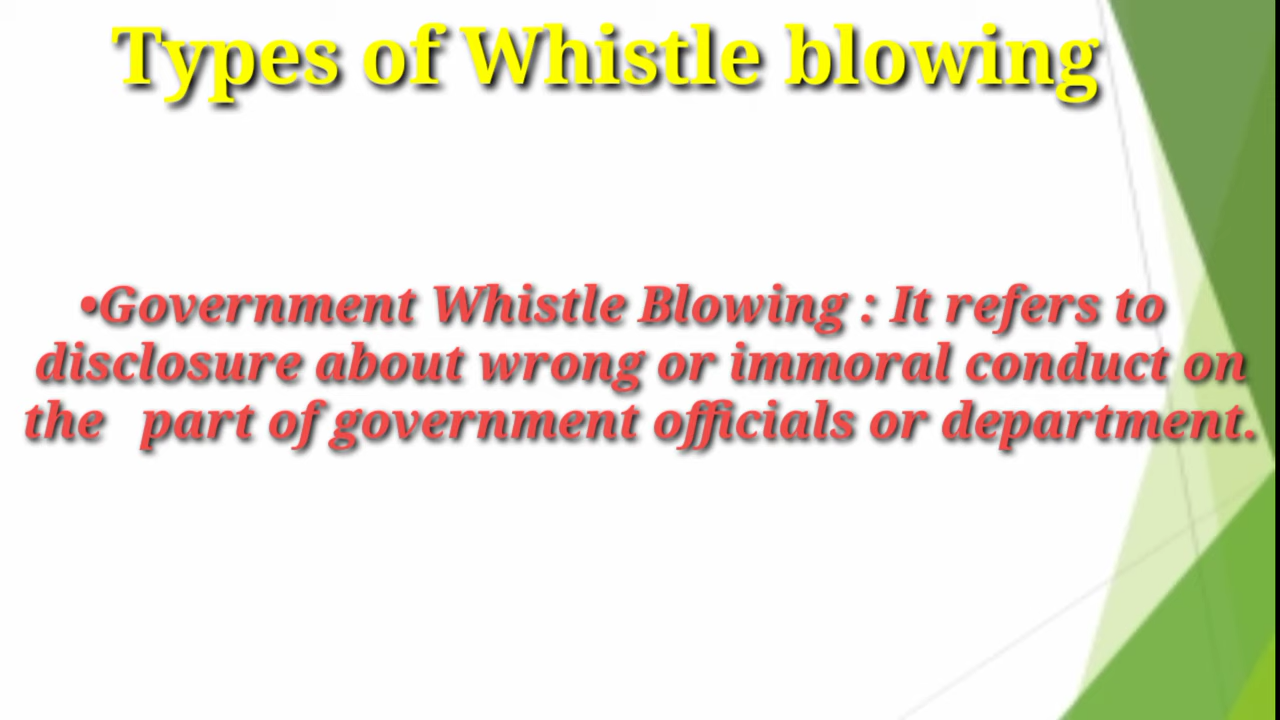 Types of Whistle blowing
•Government Whistle Blowing : It refers to
disclosure about wrong or immoral conduct on
the part of government officials or department.